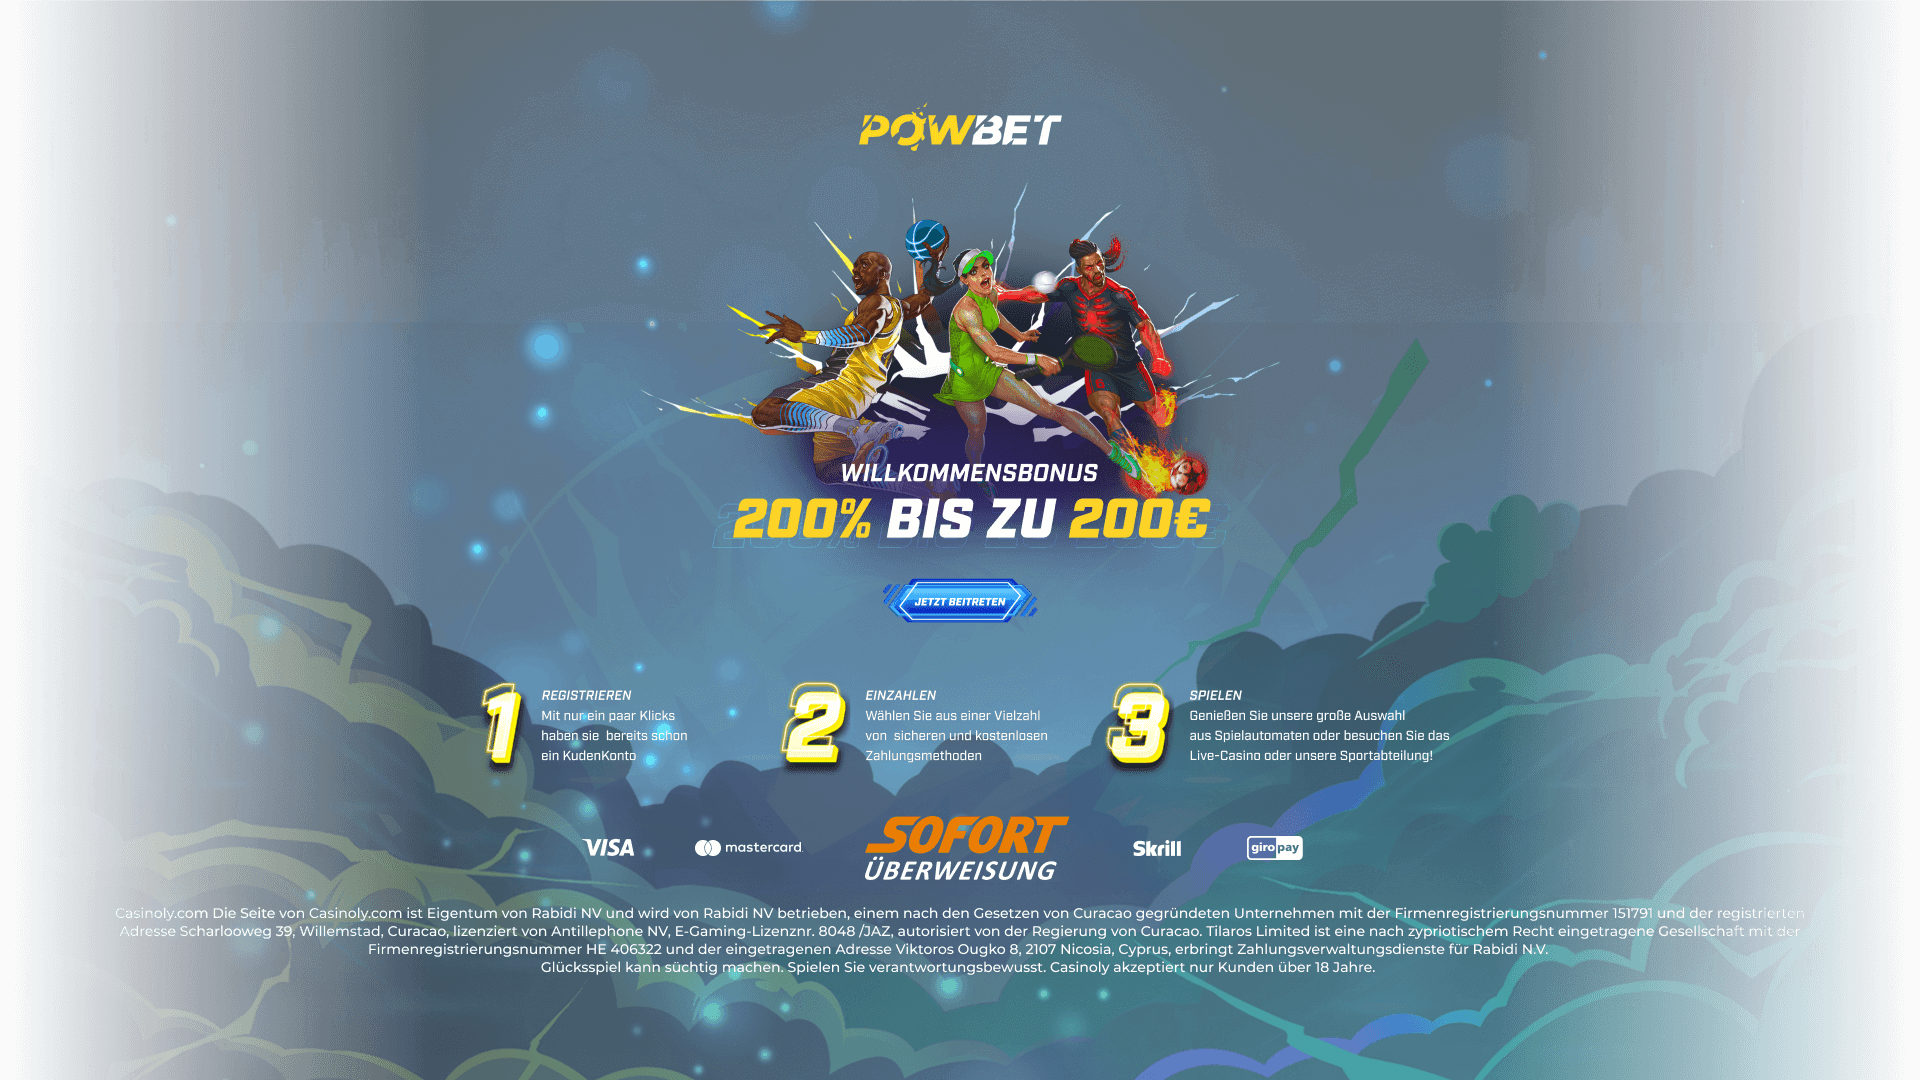 POWBET
WILLKOMMENSBONUS
200% BIS ZU 200€
JETZT BEITRETEN
1
REGISTRIEREN
Mit nur ein paar Klicks
haben sie bereits schon
ein KudenKonto
2
EINZAHLEN
Wählen Sie aus einer Vielzahl
von sicheren und kostenlosen
Zahlungsmethoden
3
SPIELEN
Genießen Sie unsere große Auswahl
aus Spielautomaten oder besuchen Sie das
Live-Casino oder unsere Sportabteilung!
VISA
mastercard
SOFORT
ÜBERWEISUNG
Skrill
giropay
Casinoly.com Die Seite von Casinoly.com ist Eigentum von Rabidi NV und wird von Rabidi NV betrieben, einem nach den Gesetzen von Curacao gegründeten Unternehmen mit der Firmenregistrierungsnummer 151791 und der registrierten
Adresse Scharlooweg 39, Willemstad, Curacao, lizenziert von Antillephone NV, E-Gaming-Lizenznr. 8048 /JAZ, autorisiert von der Regierung von Curacao. Tilaros Limited ist eine nach zypriotischem Recht eingetragene Gesellschaft mit der
Firmenregistrierungsnummer HE 406322 und der eingetragenen Adresse Viktoros Ougko 8, 2107 Nicosia, Cyprus, erbringt Zahlungsverwaltungsdienste für Rabidi N.V.
Glücksspiel kann süchtig machen. Spielen Sie verantwortungsbewusst. Casinoly akzeptiert nur Kunden über 18 Jahre.